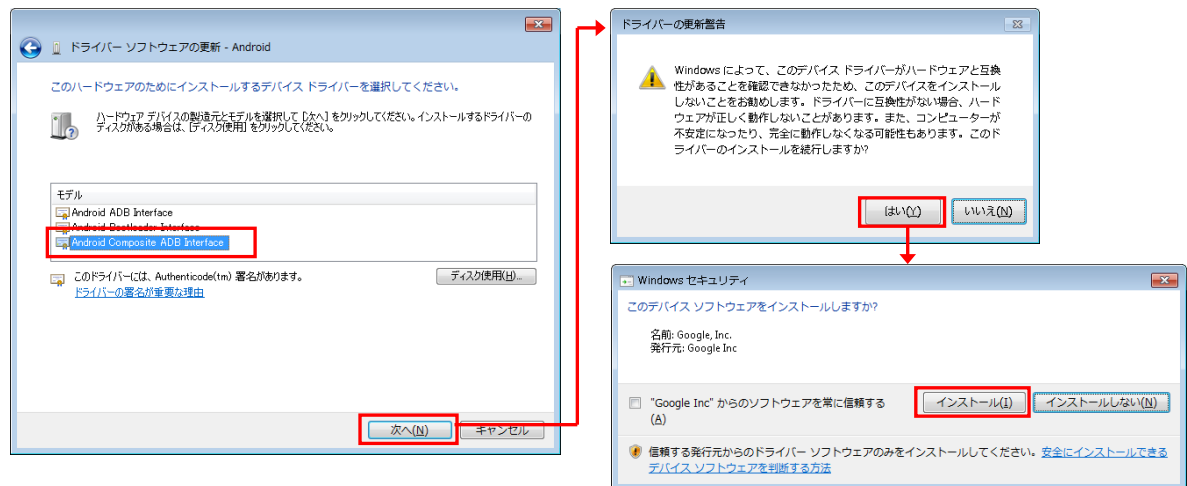 ドライバー ソフトウェアの更新 - Android
このハードウェアのためにインストールするデバイス ドライバーを選択してください。
ハードウェア デバイスの製造元とモデルを選択して [次へ] をクリックしてください。インストールするドライバーの
ディスクがある場合は、[ディスク使用] をクリックしてください。
モデル
Android ADB Interface
Android Bootloader Interface
Android Composite ADB Interface
このドライバーには、Authenticode(tm) 署名があります。
ドライバーの署名が重要な理由
ディスク使用(H)...
次へ(N)
キャンセル
ドライバーの更新警告
Windows によって、このデバイス ドライバーがハードウェアと互換
性があることを確認できなかったため、このデバイスをインストール
しないことをお勧めします。ドライバーに互換性がない場合、ハード
ウェアが正しく動作しないことがあります。また、コンピューターが
不安定になったり、完全に動作しなくなる可能性もあります。このド
ライバーのインストールを続行しますか?
はい(Y)
いいえ(N)
Windows セキュリティ
このデバイス ソフトウェアをインストールしますか?
名前: Google, Inc.
発行元: Google Inc
"Google Inc" からのソフトウェアを常に信頼する
(A)
インストール(I)
インストールしない(N)
信頼する発行元からのドライバー ソフトウェアのみをインストールしてください。安全にインストールできる
デバイス ソフトウェアを判断する方法